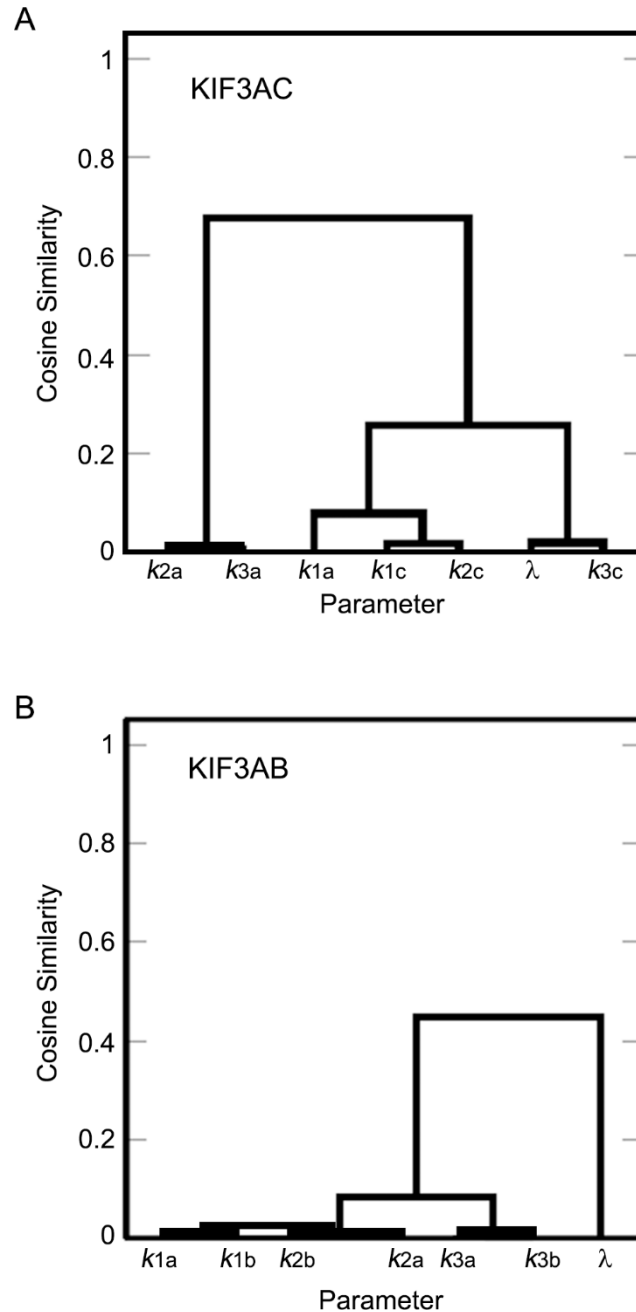 A
KIF3AC
1
0.8
0.6
0.4
0.2
0
Cosine Similarity
k2a k3a k1a k1c k2c λ k3c
Parameter
B
KIF3AB
1
0.8
0.6
0.4
0.2
0
Cosine Similarity
k1a k1b k2b k2a k3a k3b λ
Parameter